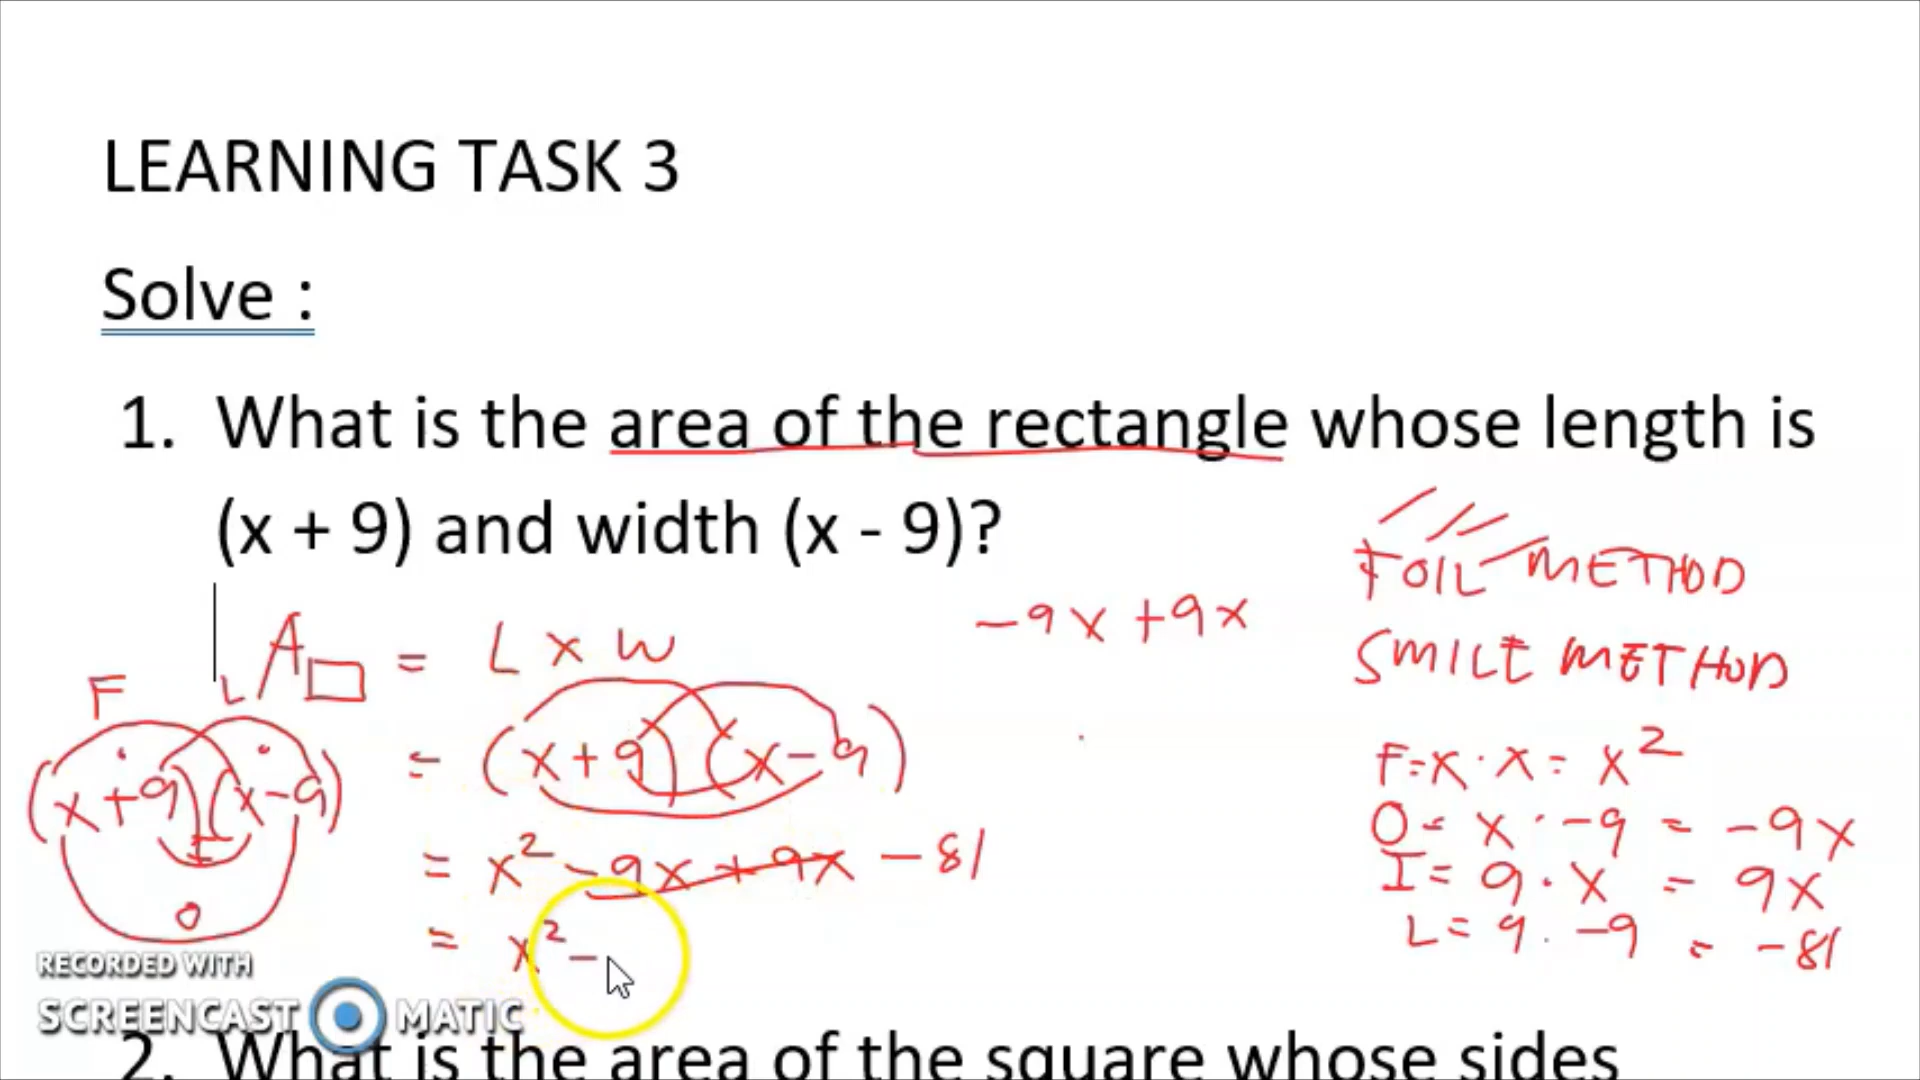 LEARNING TASK 3
Solve :
1. What is the area of the rectangle whose length is
(x + 9) and width (x - 9)?
FOIL METHOD
-9x +9x
A□ = L x W
SMILE METHOD
F L
(x+9)(x-9)
I
O
= (x+9)(x-9)
= x² -9x +9x -81
= x² -
F=x·x= x²
O= x·-9 = -9x
I= 9·x = 9x
L= 9·-9 = -81
RECORDED WITH
SCREENCAST MATIC
2. What is the area of the square whose sides